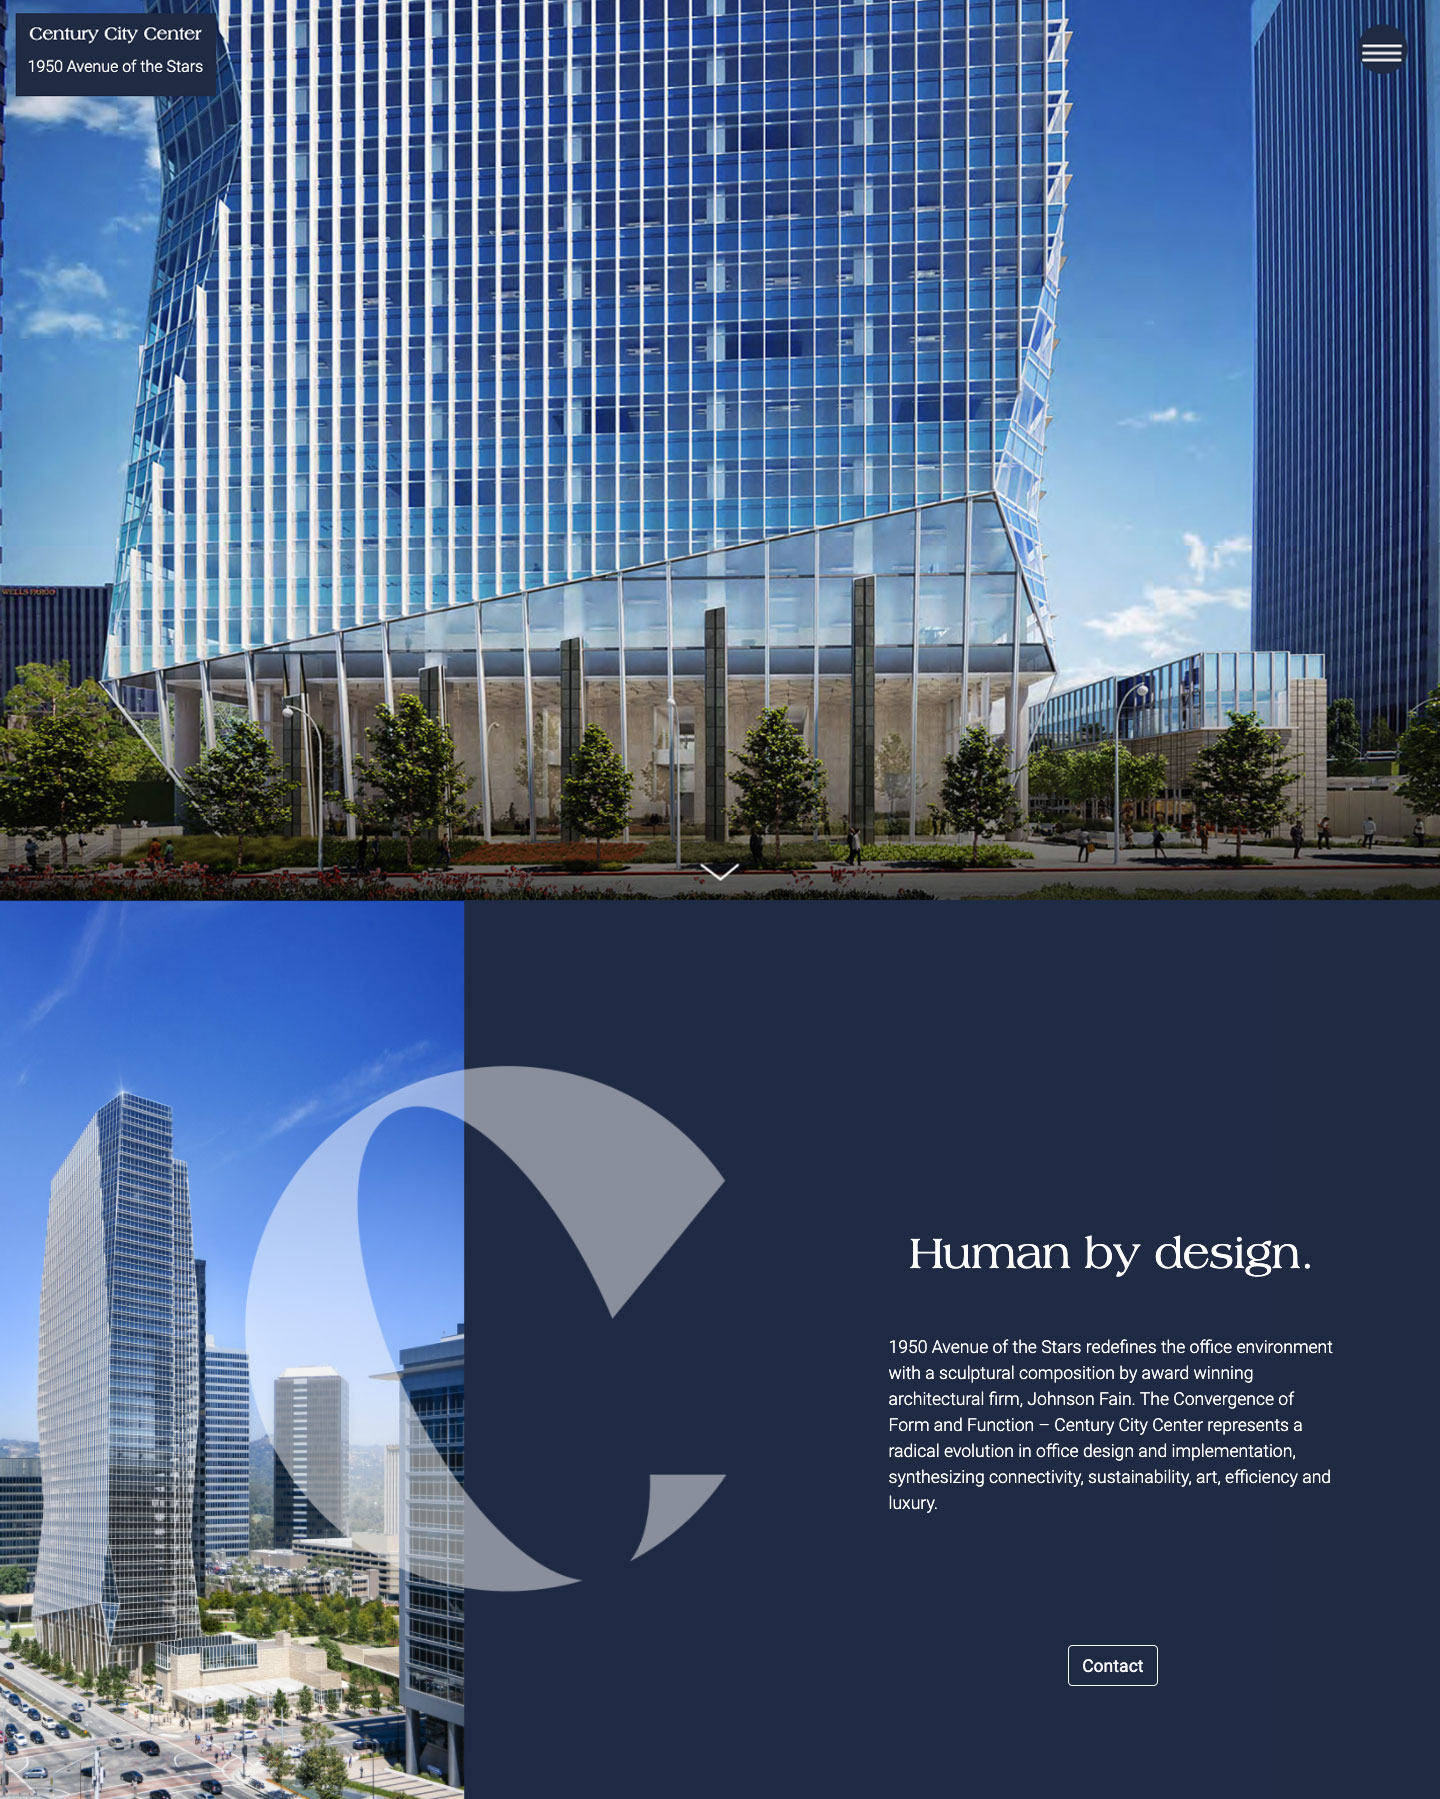 Century City Center
1950 Avenue of the Stars
WELLS FARGO
Human by design.
1950 Avenue of the Stars redefines the office environment
with a sculptural composition by award winning
architectural firm, Johnson Fain. The Convergence of
Form and Function – Century City Center represents a
radical evolution in office design and implementation,
synthesizing connectivity, sustainability, art, efficiency and
luxury.
Contact